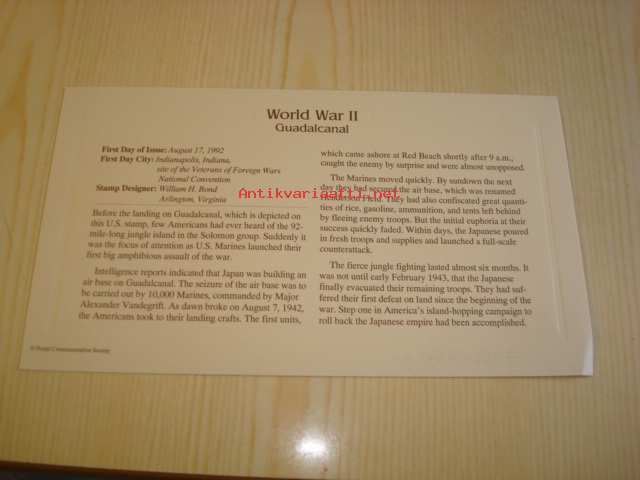 World War II
Guadalcanal
First Day of Issue: August 17, 1992
First Day City: Indianapolis, Indiana,
site of the Veterans of Foreign Wars
National Convention
Stamp Designer: William H. Bond
Arlington, Virginia
Before the landing on Guadalcanal, which is depicted on
this U.S. stamp, few Americans had ever heard of the 92-
mile-long jungle island in the Solomon group. Suddenly it
was the focus of attention as U.S. Marines launched their
first big amphibious assault of the war.
Intelligence reports indicated that Japan was building an
air base on Guadalcanal. The seizure of the air base was to
be carried out by 10,000 Marines, commanded by Major
Alexander Vandegrift. As dawn broke on August 7, 1942,
the Americans took to their landing crafts. The first units,
which came ashore at Red Beach shortly after 9 a.m.,
caught the enemy by surprise and were almost unopposed.
The Marines moved quickly. By sundown the next
day they had secured the air base, which was renamed
Henderson Field. They had also confiscated great quanti-
ties of rice, gasoline, ammunition, and tents left behind
by fleeing enemy troops. But the initial euphoria at their
success quickly faded. Within days, the Japanese poured
in fresh troops and supplies and launched a full-scale
counterattack.
The fierce jungle fighting lasted almost six months. It
was not until early February 1943, that the Japanese
finally evacuated their remaining troops. They had suf-
fered their first defeat on land since the beginning of the
war. Step one in America's island-hopping campaign to
roll back the Japanese empire had been accomplished.
© Postal Commemorative Society
Antikvariaatti.net